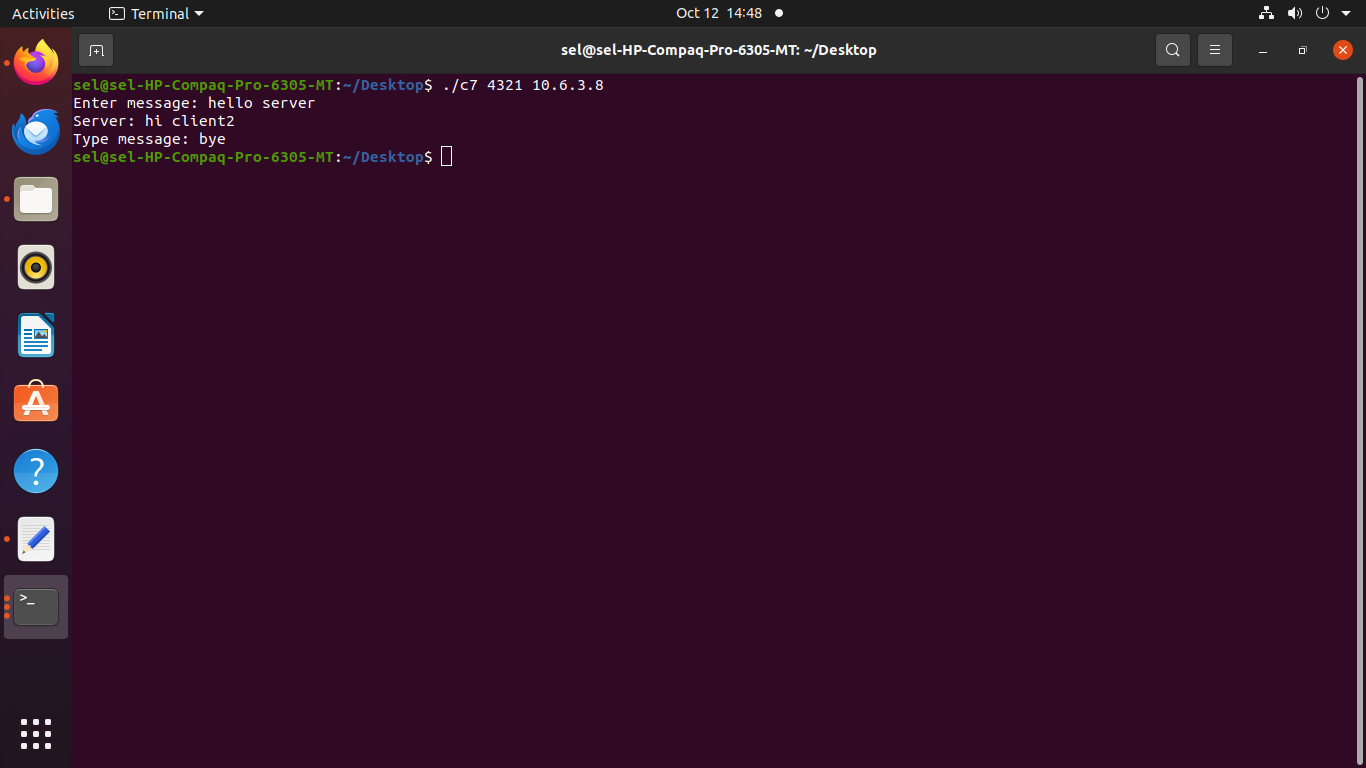 Activities
Terminal
Oct 12 14:48
sel@sel-HP-Compaq-Pro-6305-MT: ~/Desktop
sel@sel-HP-Compaq-Pro-6305-MT:~/Desktop$ ./c7 4321 10.6.3.8
Enter message: hello server
Server: hi client2
Type message: bye
sel@sel-HP-Compaq-Pro-6305-MT:~/Desktop$